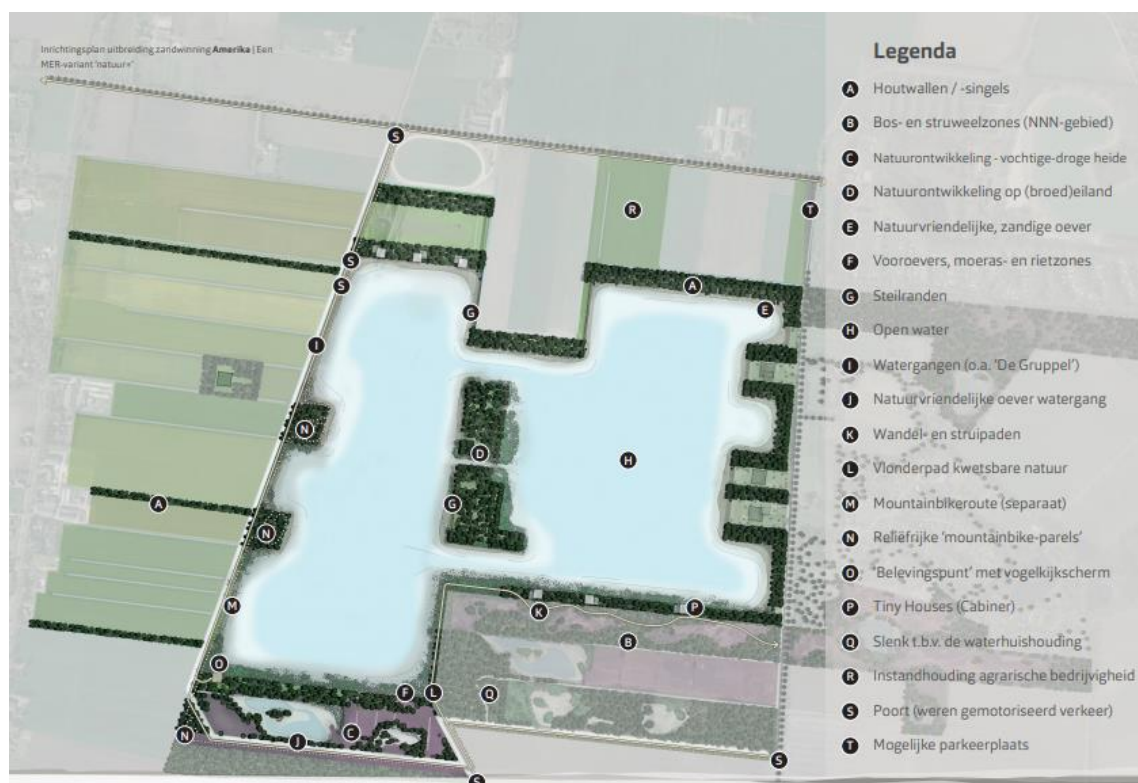 Inrichtingsplan uitbreiding zandwinning Amerika | Een
MER-variant 'natuur+'
Legenda
A Houtwallen / -singels
B Bos- en struweelzones (NNN-gebied)
C Natuurontwikkeling - vochtige-droge heide
D Natuurontwikkeling op (broed)eiland
E Natuurvriendelijke, zandige oever
F Vooroevers, moeras- en rietzones
G Steilranden
H Open water
I Watergangen (o.a. 'De Gruppel')
J Natuurvriendelijke oever watergang
K Wandel- en struipaden
L Vlonderpad kwetsbare natuur
M Mountainbikeroute (separaat)
N Reliëfrijke 'mountainbike-parels'
O 'Belevingspunt' met vogelkijkscherm
P Tiny Houses (Cabiner)
Q Slenk t.b.v. de waterhuishouding
R Instandhouding agrarische bedrijvigheid
S Poort (weren gemotoriseerd verkeer)
T Mogelijke parkeerplaats
S
R
T
S
S
A
E
G
I
N
D
H
A
G
N
M
K
P
B
O
F
L
Q
N
J
C
S
S